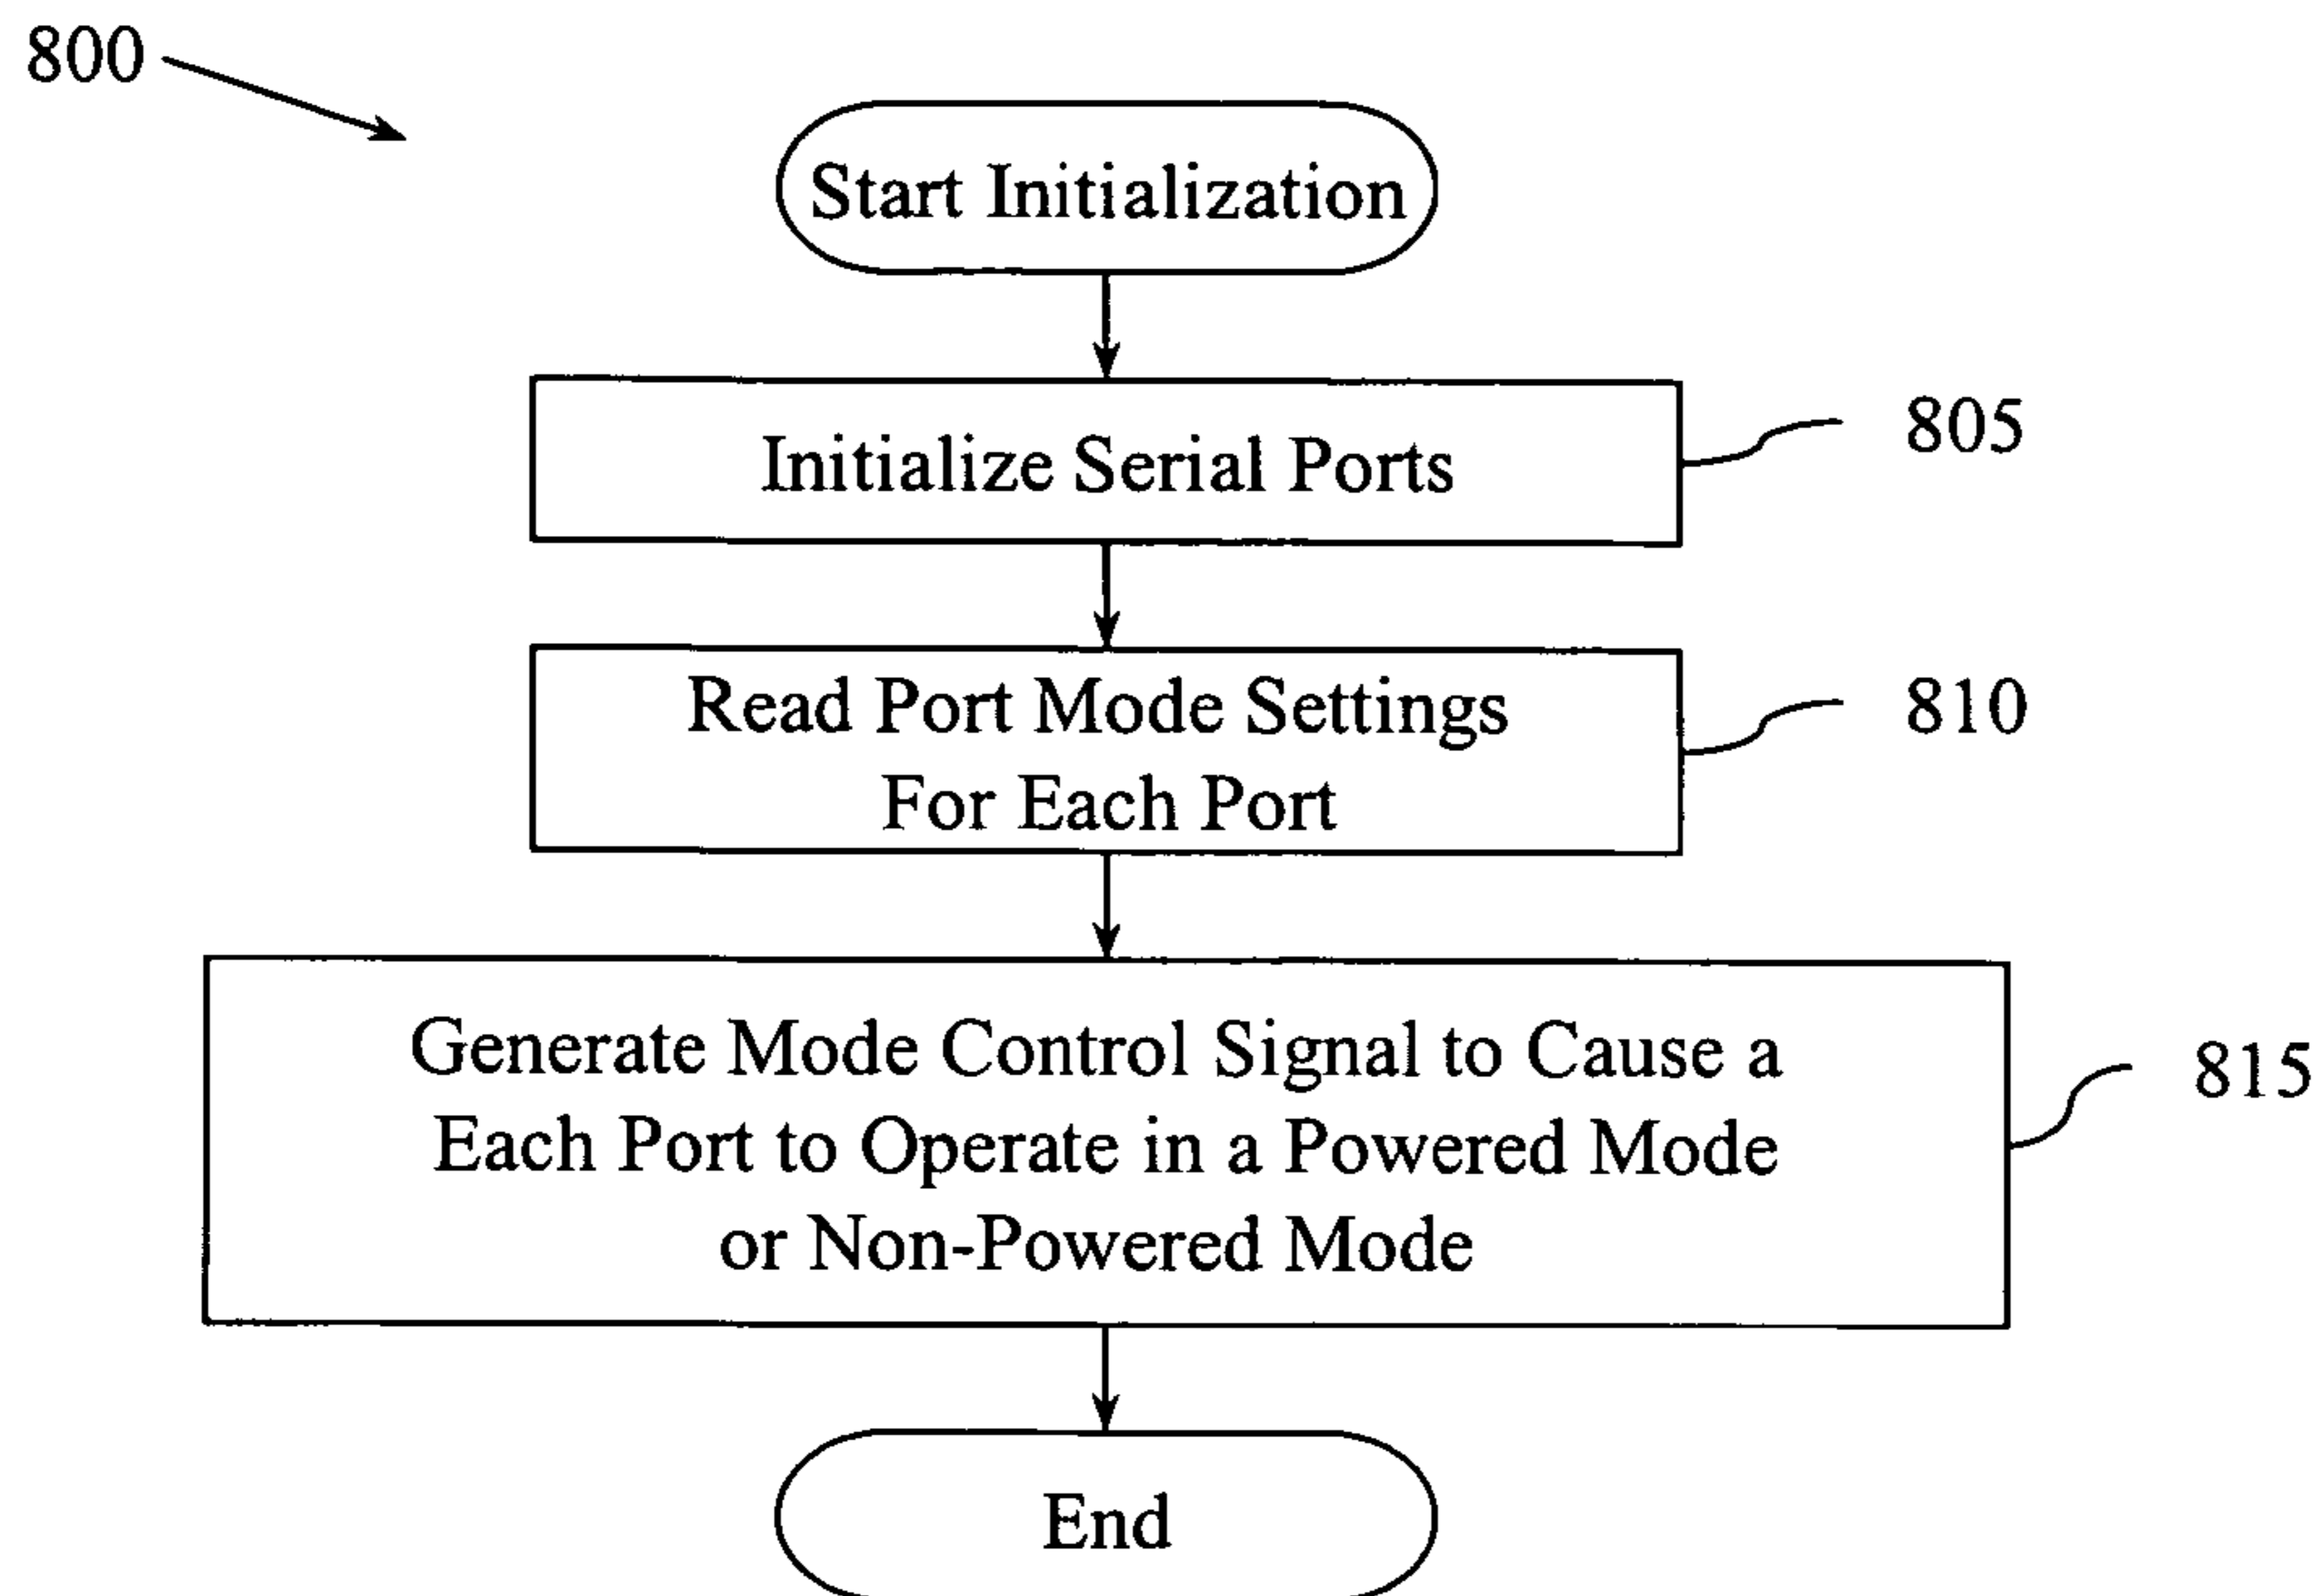 800
Start Initialization
Initialize Serial Ports
805
Read Port Mode Settings
For Each Port
810
Generate Mode Control Signal to Cause a
Each Port to Operate in a Powered Mode
or Non-Powered Mode
815
End